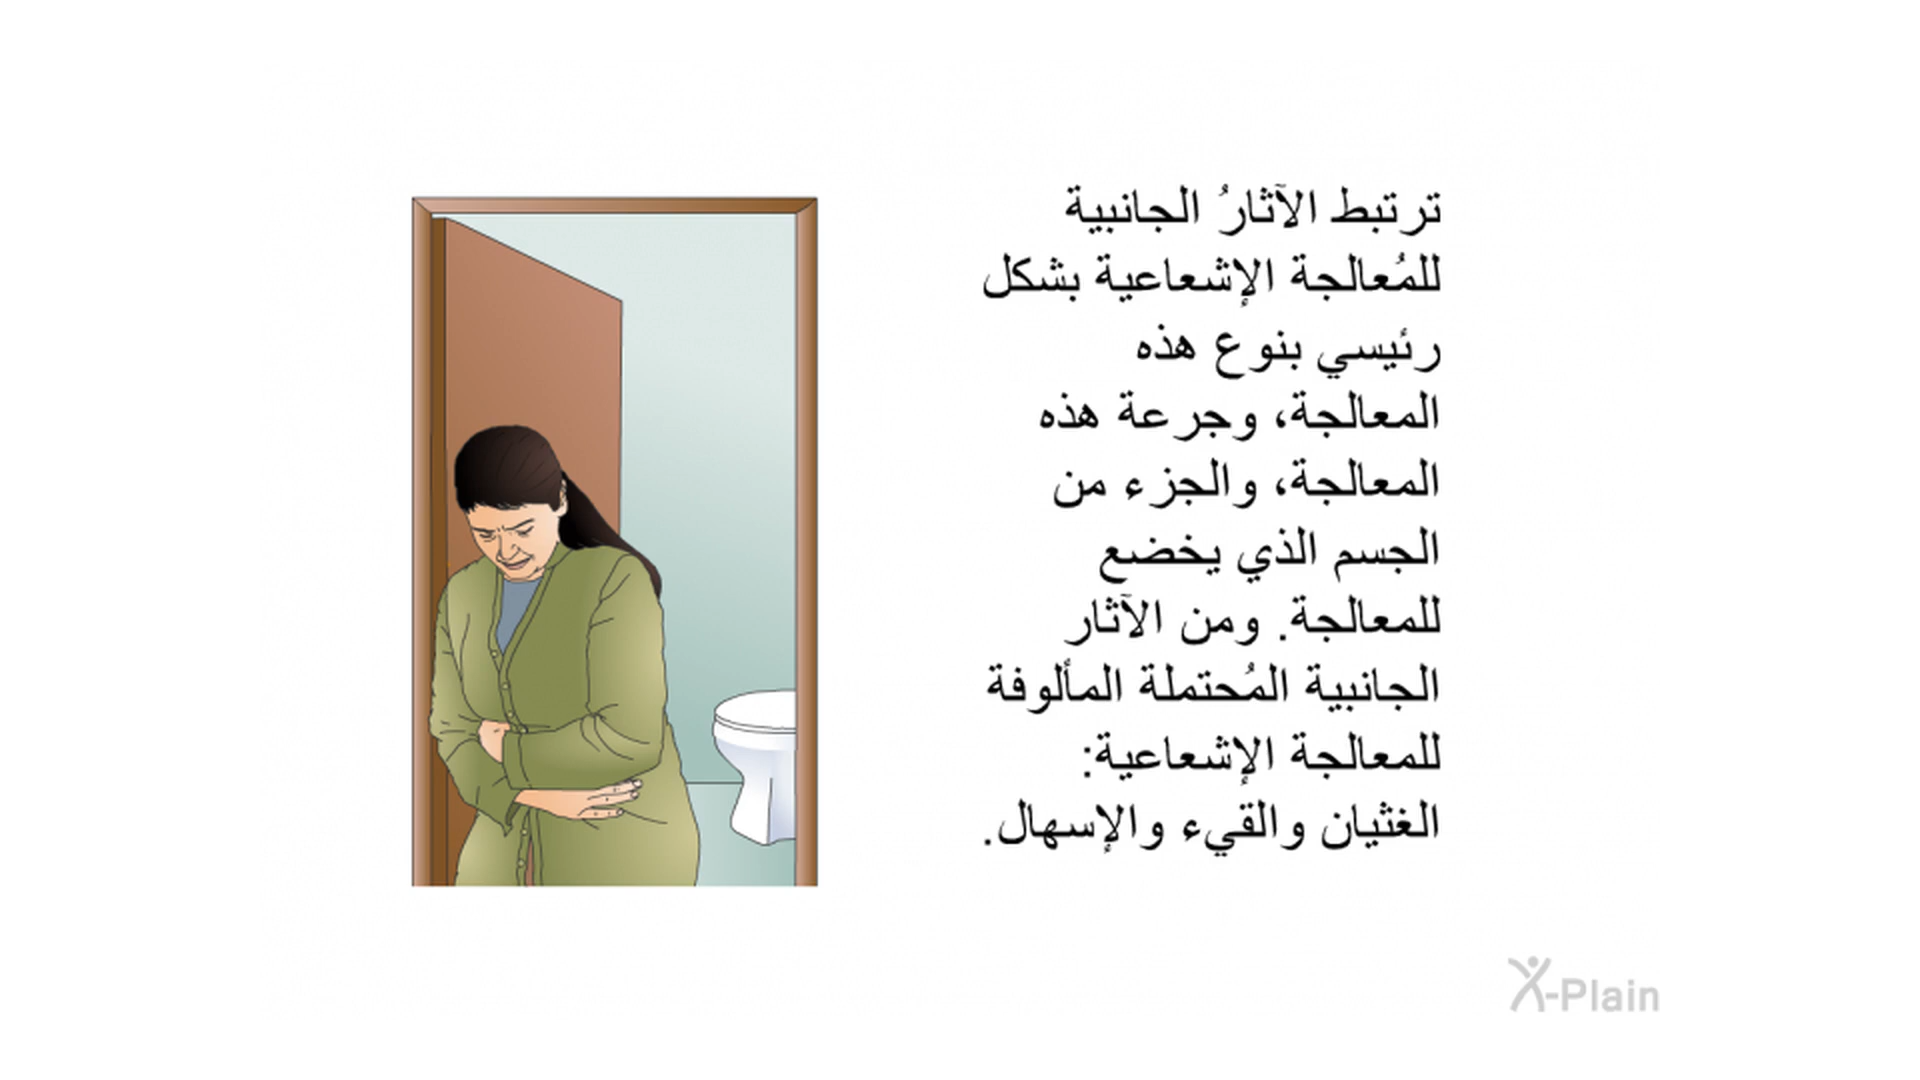 ترتبط الآثارُ الجانبية
للمُعالجة الإشعاعية بشكل
رئيسي بنوع هذه
المعالجة، وجرعة هذه
المعالجة، والجزء من
الجسم الذي يخضع
للمعالجة. ومن الآثار
الجانبية المُحتملة المألوفة
للمعالجة الإشعاعية:
الغثيان والقيء والإسهال.
X-Plain